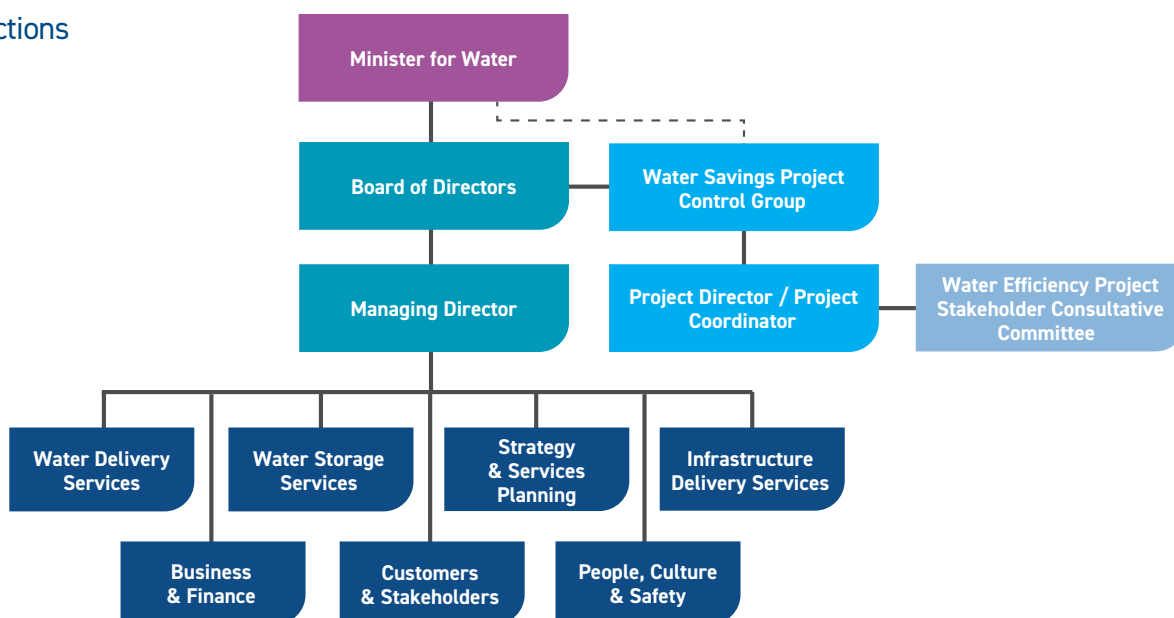 Minister for Water
Board of Directors
Water Savings Project
Control Group
Managing Director
Project Director / Project
Coordinator
Water Efficiency Project
Stakeholder Consultative
Committee
Water Delivery
Services
Water Storage
Services
Strategy
& Services
Planning
Infrastructure
Delivery Services
Business
& Finance
Customers
& Stakeholders
People, Culture
& Safety